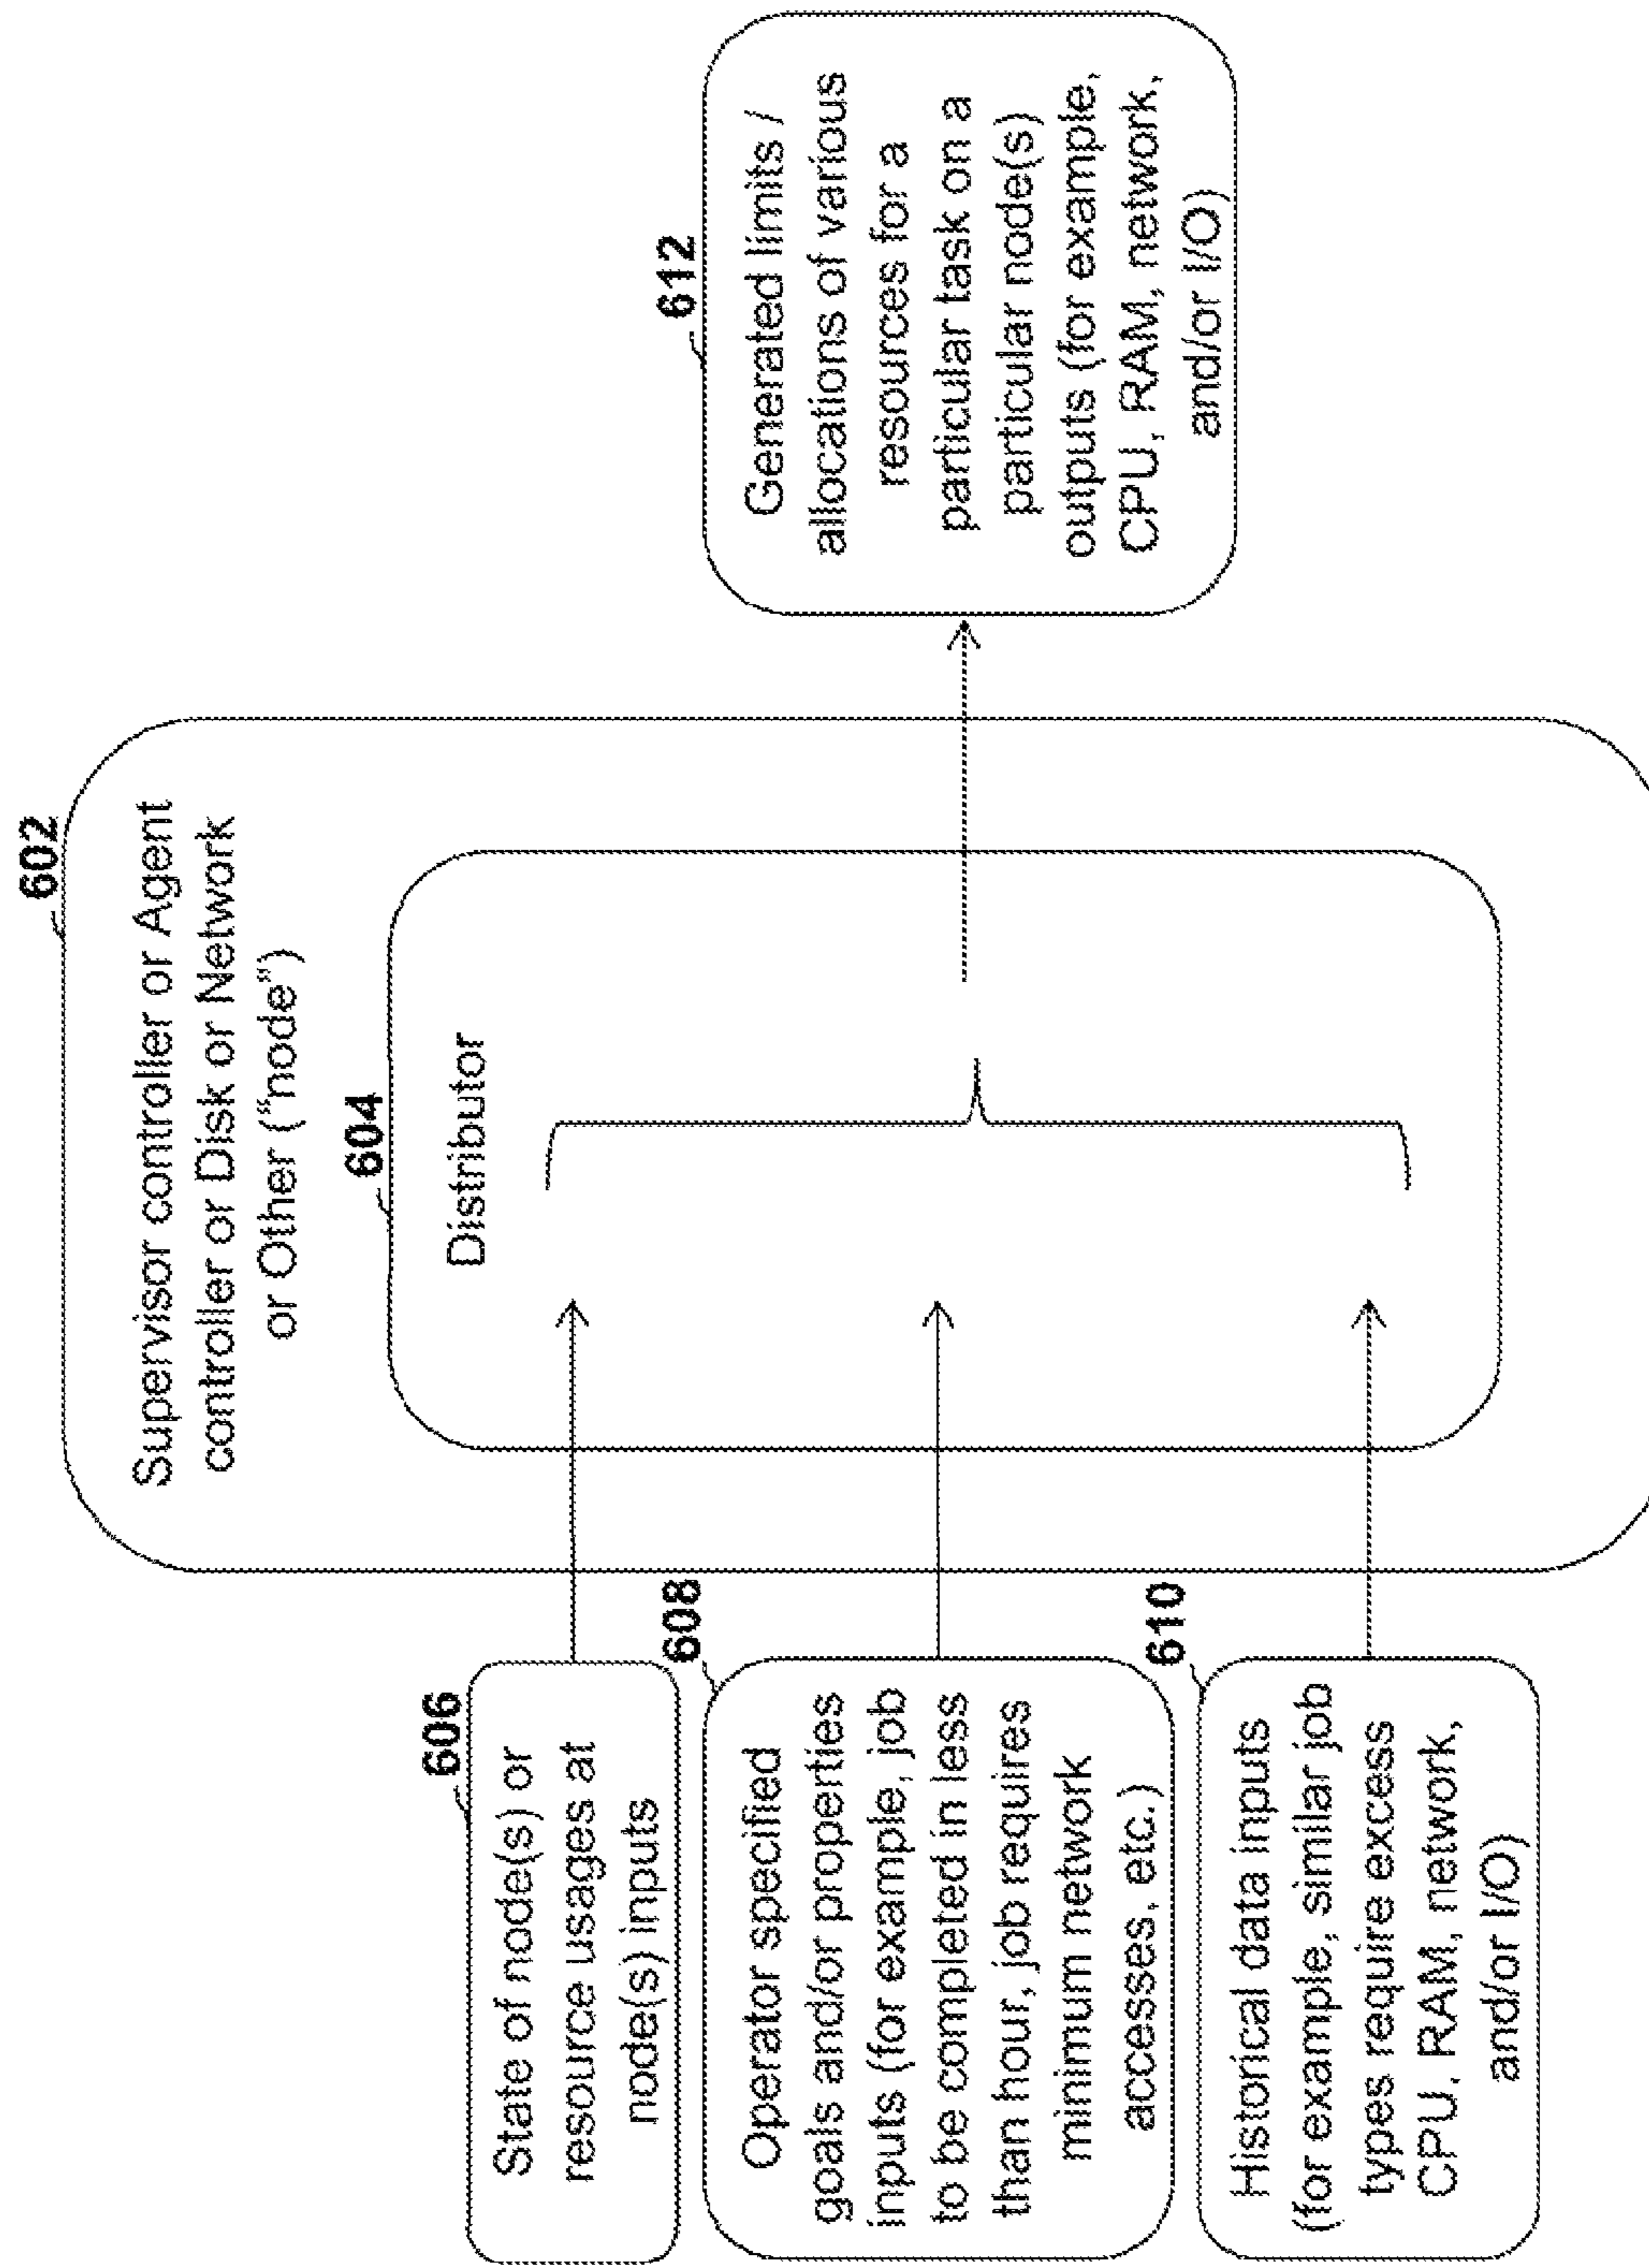 602
Supervisor controller or Agent
controller or Disk or Network
or Other ("node")
604
Distributor
606
State of node(s) or
resource usages at
node(s) inputs
608
Operator specified
goals and/or properties
inputs (for example, job
to be completed in less
than hour, job requires
minimum network
accesses, etc.)
610
Historical data inputs
(for example, similar job
types require excess
CPU, RAM, network,
and/or I/O)
612
Generated limits /
allocations of various
resources for a
particular task on a
particular node(s)
outputs (for example,
CPU, RAM, network,
and/or I/O)